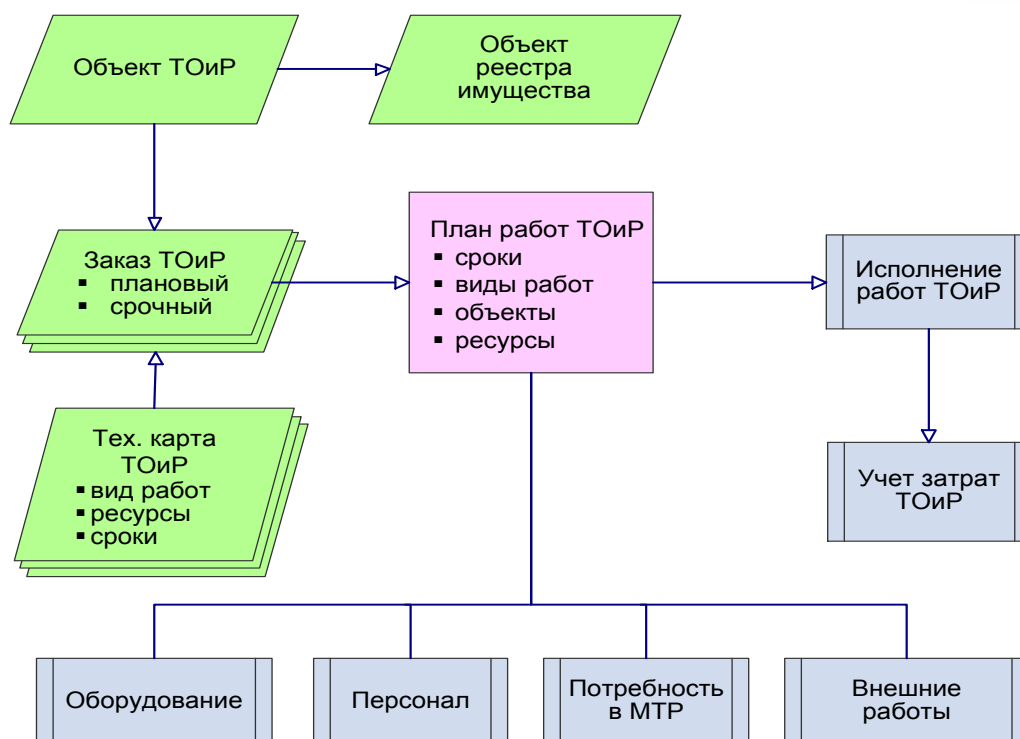 Объект ТОиР
Объект
реестра
имущества
Заказ ТОиР
▪ плановый
▪ срочный
План работ ТОиР
▪ сроки
▪ виды работ
▪ объекты
▪ ресурсы
Исполнение
работ ТОиР
Тех. карта
ТОиР
▪ вид работ
▪ ресурсы
▪ сроки
Учет затрат
ТОиР
Оборудование
Персонал
Потребность
в МТР
Внешние
работы